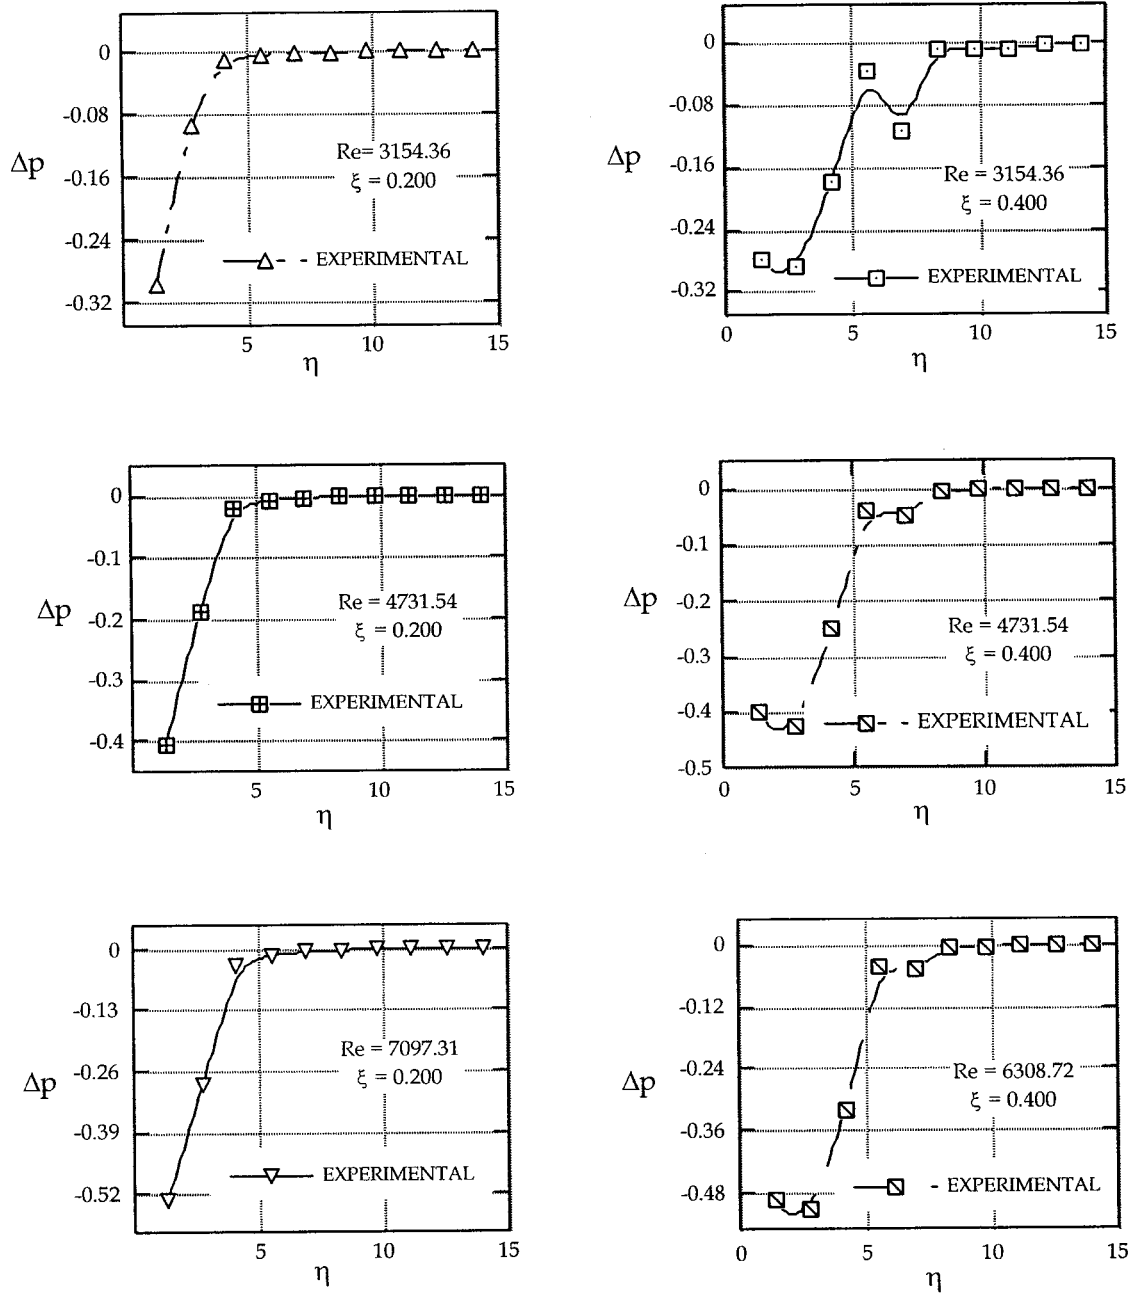 0
-0.08
-0.16
-0.24
-0.32
Δp
Re= 3154.36
ξ = 0.200
EXPERIMENTAL
5
10
15
η
0
-0.08
-0.16
-0.24
-0.32
Δp
Re = 3154.36
ξ = 0.400
EXPERIMENTAL
0
5
10
15
η
0
-0.1
-0.2
-0.3
-0.4
Δp
Re = 4731.54
ξ = 0.200
EXPERIMENTAL
5
10
15
η
0
-0.1
-0.2
-0.3
-0.4
-0.5
Δp
Re = 4731.54
ξ = 0.400
EXPERIMENTAL
0
5
10
15
η
0
-0.13
-0.26
-0.39
-0.52
Δp
Re = 7097.31
ξ = 0.200
EXPERIMENTAL
5
10
15
η
0
-0.12
-0.24
-0.36
-0.48
Δp
Re = 6308.72
ξ = 0.400
EXPERIMENTAL
0
5
10
15
η